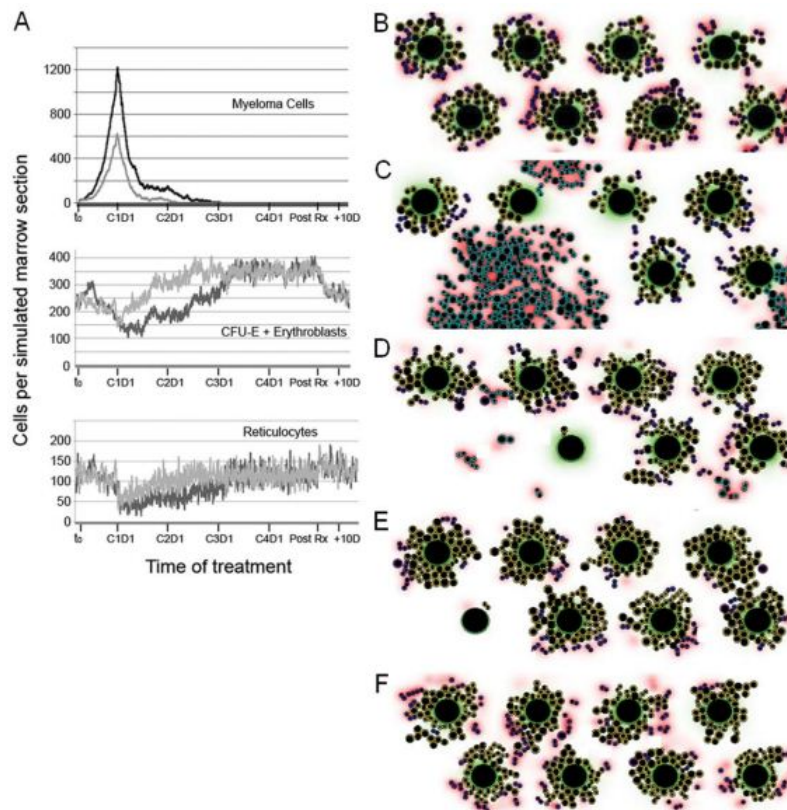 A
1200
800
400
0
Myeloma Cells
t₀ C1D1 C2D1 C3D1 C4D1 Post Rx +10D
400
300
200
100
0
CFU-E + Erythroblasts
t₀ C1D1 C2D1 C3D1 C4D1 Post Rx +10D
Reticulocytes
200
150
100
50
0
t₀ C1D1 C2D1 C3D1 C4D1 Post Rx +10D
Cells per simulated marrow section
Time of treatment
B
C
D
E
F